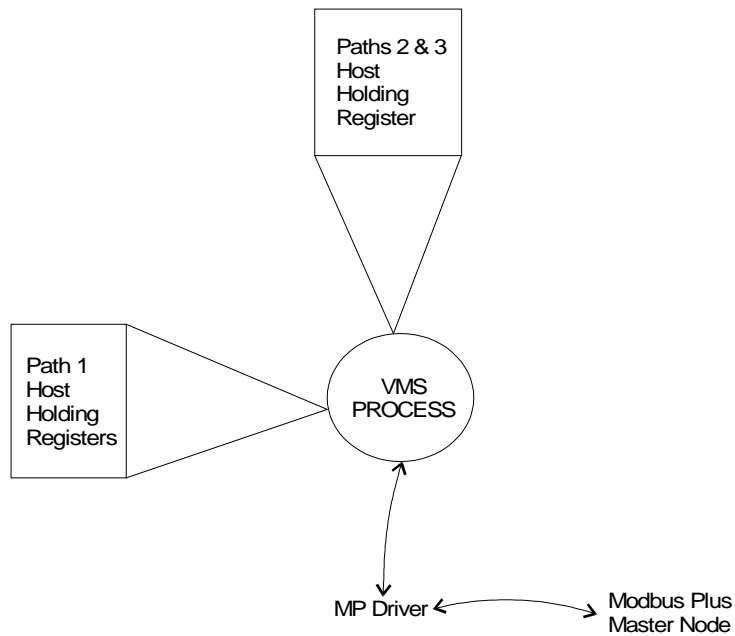 Paths 2 & 3
Host
Holding
Register
Path 1
Host
Holding
Registers
VMS
PROCESS
MP Driver
Modbus Plus
Master Node